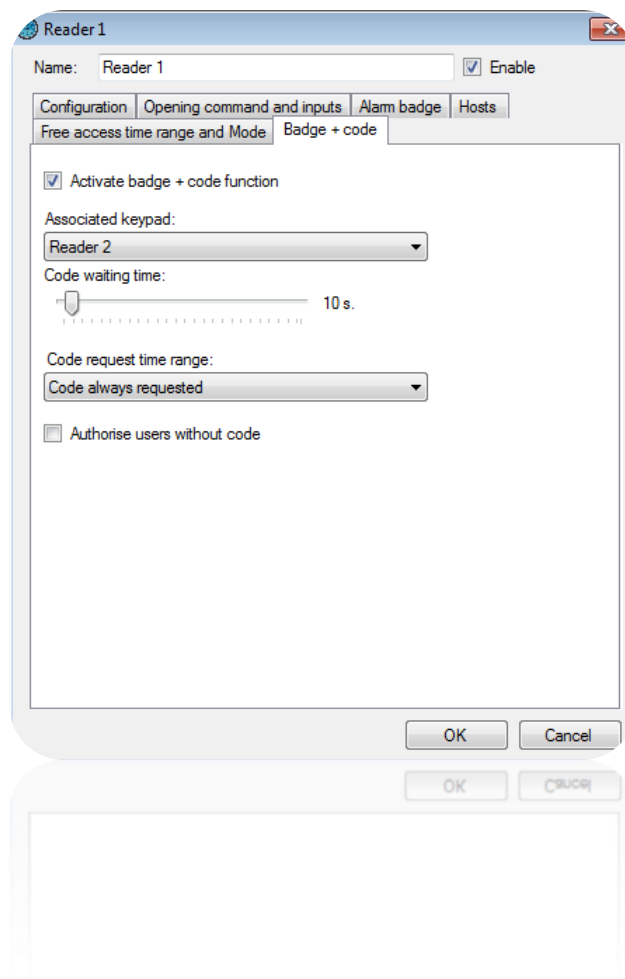 Reader 1
Name: Reader 1 Enable
Configuration Opening command and inputs Alarm badge Hosts
Free access time range and Mode Badge + code
Activate badge + code function
Associated keypad:
Reader 2
Code waiting time:
10 s.
Code request time range:
Code always requested
Authorise users without code
OK Cancel
OK Cancel